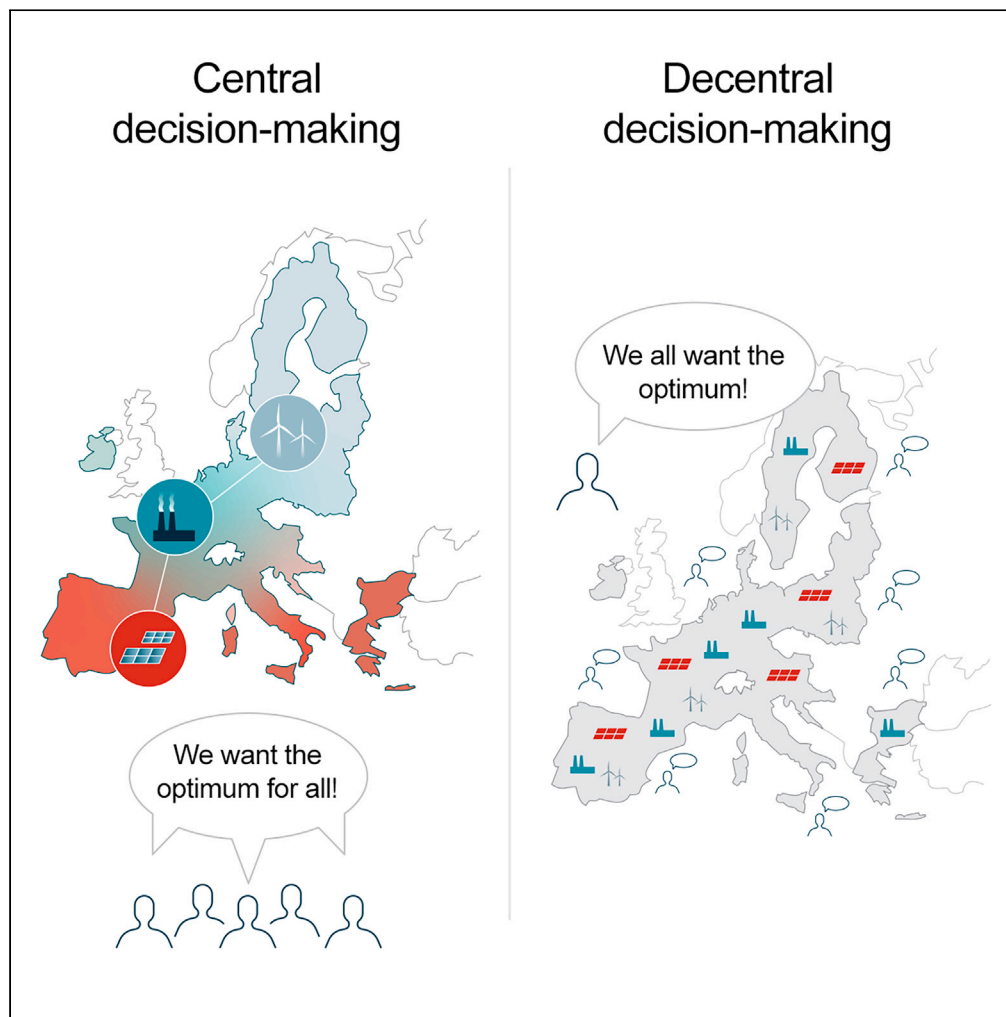 Central
decision-making
Decentral
decision-making
We want the
optimum for all!
We all want the
optimum!